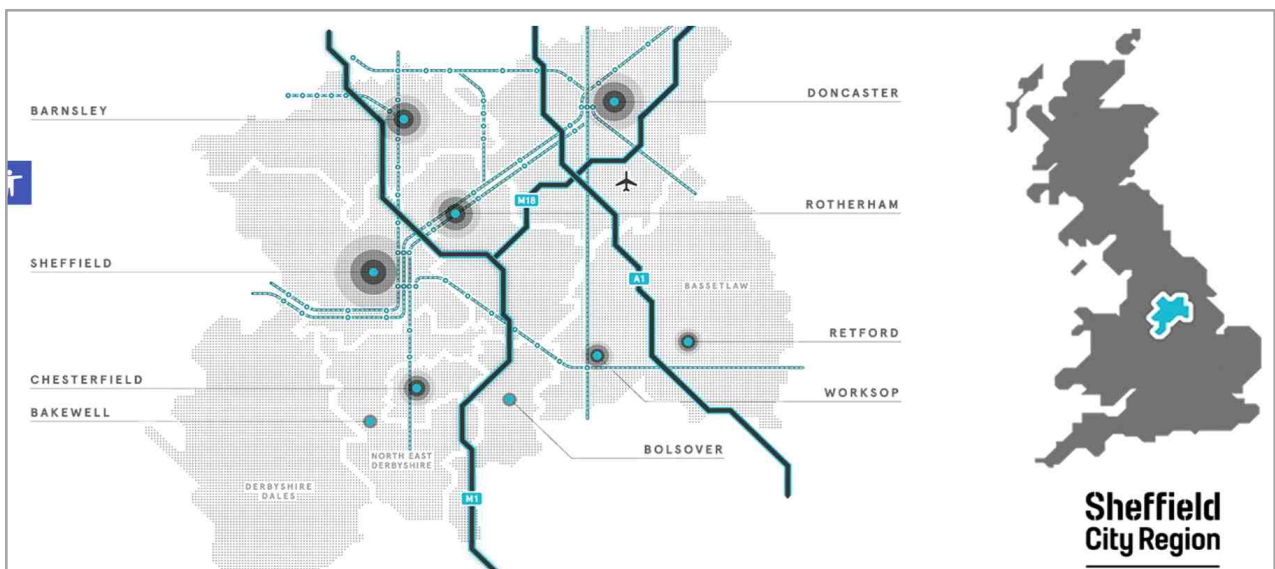 BARNSLEY
DONCASTER
M18
ROTHERHAM
SHEFFIELD
A1
BASSETLAW
RETFORD
CHESTERFIELD
WORKSOP
BAKEWELL
BOLSOVER
NORTH EAST
DERBYSHIRE
DERBYSHIRE
DALES
M1
Sheffield
City Region